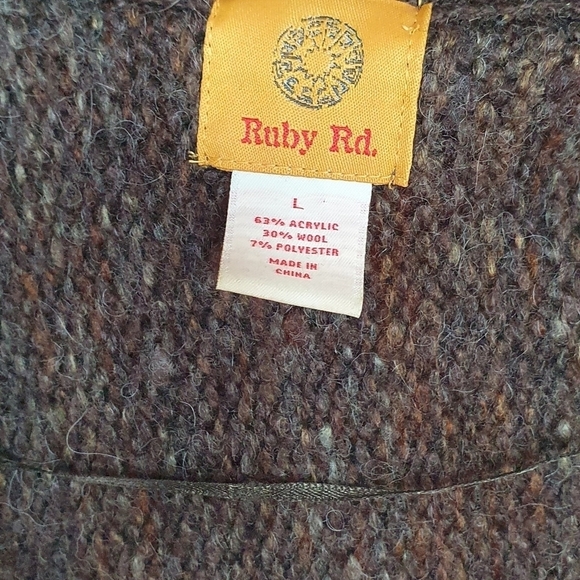 Ruby Rd.
L
63% ACRYLIC
30% WOOL
7% POLYESTER
MADE IN
CHINA